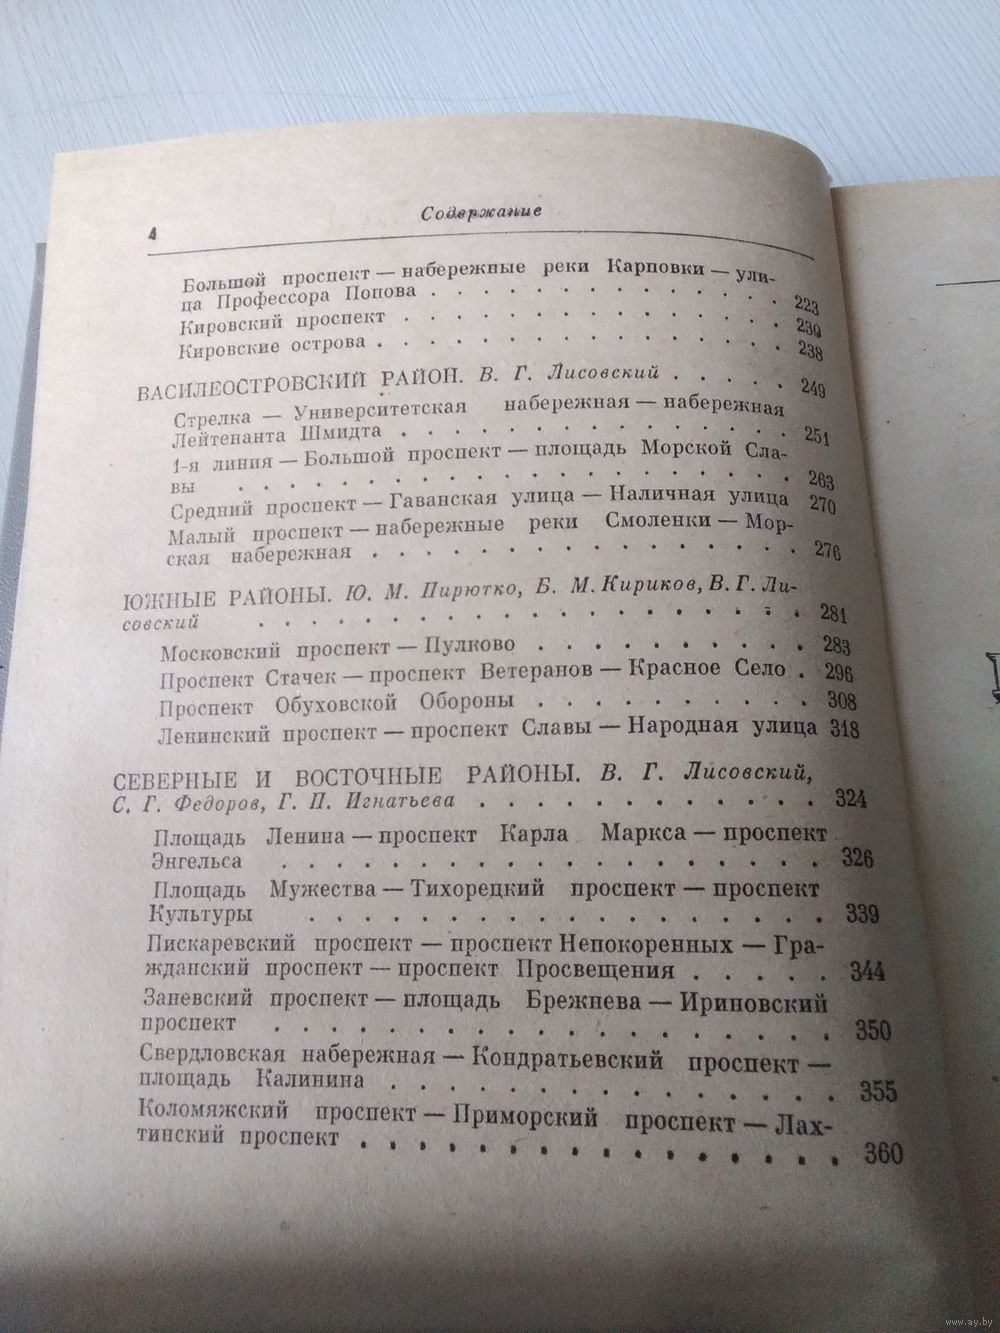 4
Содержание
Большой проспект — набережные реки Карповки — ули-
ца Профессора Попова . . . . . . . . . . . . . . 223
Кировский проспект . . . . . . . . . . . . . . . 230
Кировские острова . . . . . . . . . . . . . . . . 238
ВАСИЛЕОСТРОВСКИЙ РАЙОН. В. Г. Лисовский . . . . . 249
Стрелка — Университетская набережная — набережная
Лейтенанта Шмидта . . . . . . . . . . . . . . . 251
1-я линия — Большой проспект — площадь Морской Сла-
вы . . . . . . . . . . . . . . . . . . . 263
Средний проспект — Гаванская улица — Наличная улица 270
Малый проспект — набережные реки Смоленки — Мор-
ская набережная . . . . . . . . . . . . . . . . 276
ЮЖНЫЕ РАЙОНЫ. Ю. М. Пирютко, Б. М. Кириков, В. Г. Ли-
совский . . . . . . . . . . . . . . . . . . . 281
Московский проспект — Пулково . . . . . . . . . . 283
Проспект Стачек — проспект Ветеранов — Красное Село . 296
Проспект Обуховской Обороны . . . . . . . . . . 308
Ленинский проспект — проспект Славы — Народная улица 318
СЕВЕРНЫЕ И ВОСТОЧНЫЕ РАЙОНЫ. В. Г. Лисовский,
С. Г. Федоров, Г. П. Игнатьева . . . . . . . . . . . . 324
Площадь Ленина — проспект Карла Маркса — проспект
Энгельса . . . . . . . . . . . . . . . . . . . 326
Площадь Мужества — Тихорецкий проспект — проспект
Культуры . . . . . . . . . . . . . . . . . . 339
Пискаревский проспект — проспект Непокоренных — Гра-
жданский проспект — проспект Просвещения . . . . . 344
Заневский проспект — площадь Брежнева — Ириновский
проспект . . . . . . . . . . . . . . . . . . . 350
Свердловская набережная — Кондратьевский проспект —
площадь Калинина . . . . . . . . . . . . . . . 355
Коломяжский проспект — Приморский проспект — Лах-
тинский проспект . . . . . . . . . . . . . . . . 360
www.ay.by